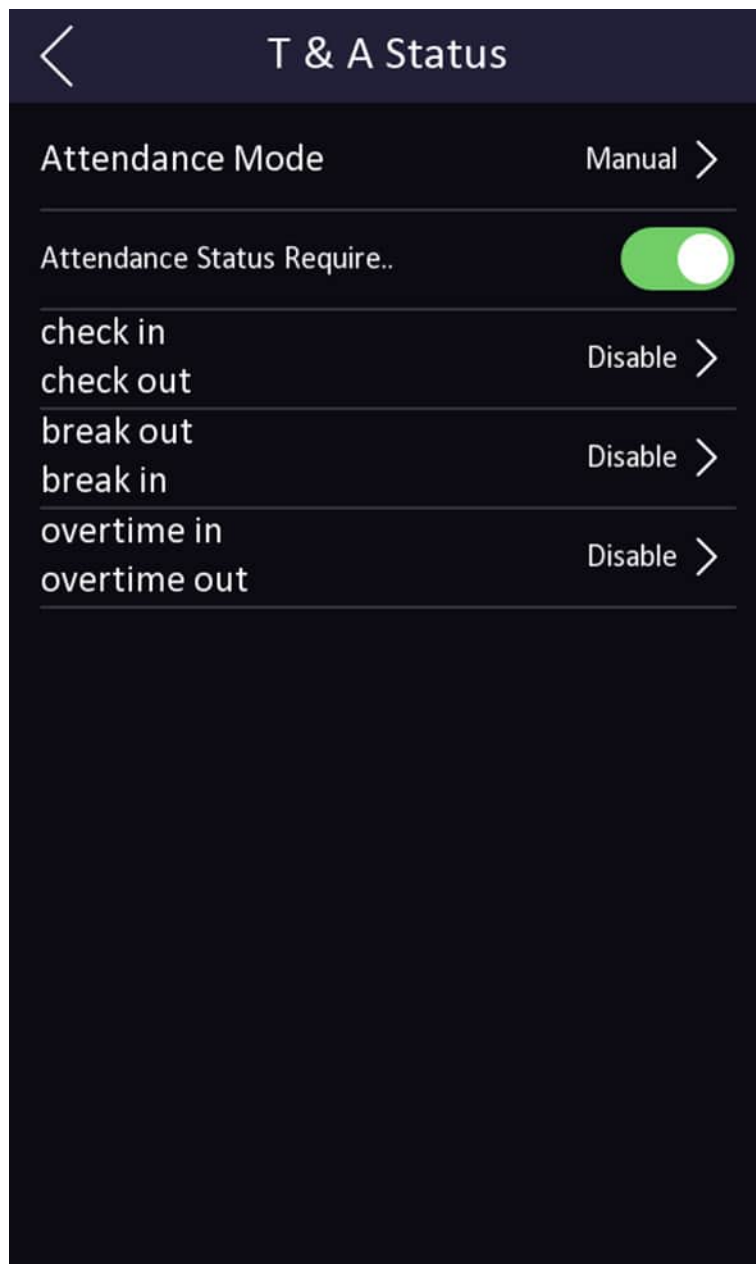 T & A Status
Attendance Mode Manual
Attendance Status Require..
check in
check out
Disable
break out
break in
Disable
overtime in
overtime out
Disable